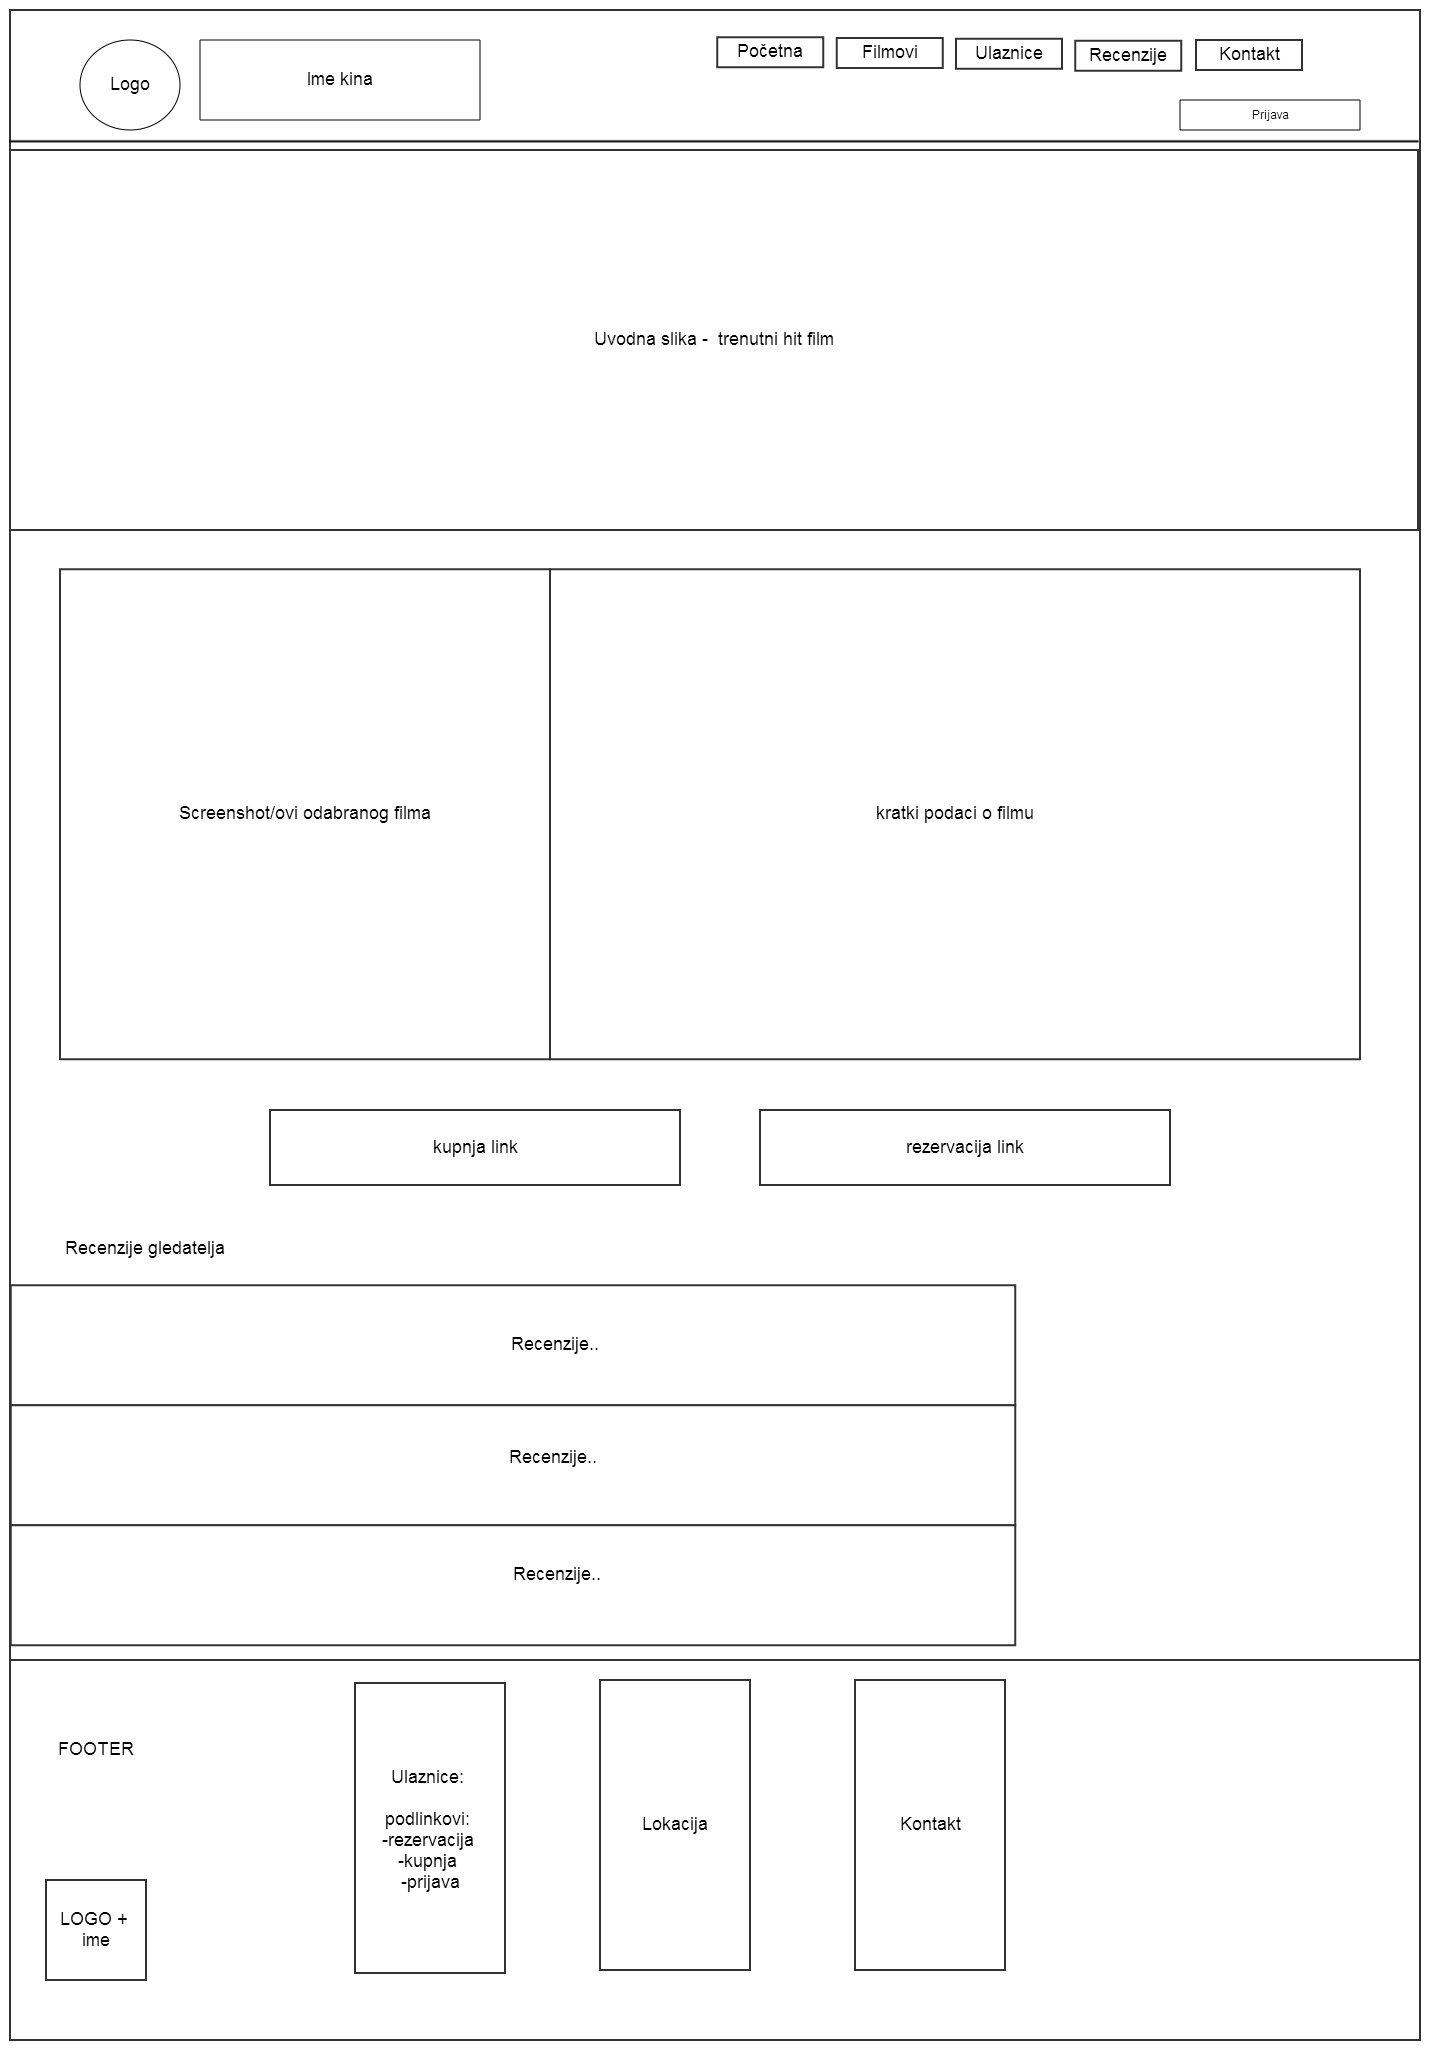 Logo
Ime kina
Početna
Filmovi
Ulaznice
Recenzije
Kontakt
Prijava
Uvodna slika -  trenutni hit film
Screenshot/ovi odabranog filma
kratki podaci o filmu
kupnja link
rezervacija link
Recenzije gledatelja
Recenzije..
Recenzije..
Recenzije..
FOOTER
LOGO +
ime
Ulaznice:
podlinkovi:
-rezervacija
-kupnja
-prijava
Lokacija
Kontakt